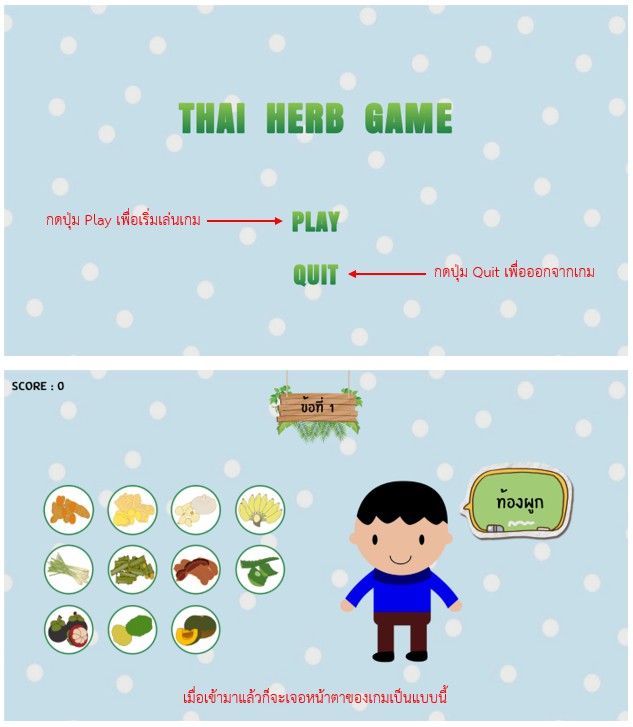 THAI HERB GAME
กดปุ่ม Play เพื่อเริ่มเล่นเกม
PLAY
QUIT
กดปุ่ม Quit เพื่อออกจากเกม
SCORE : 0
ข้อที่ 1
ท้องผูก
เมื่อเข้ามาแล้วก็จะเจอหน้าตาของเกมเป็นแบบนี้